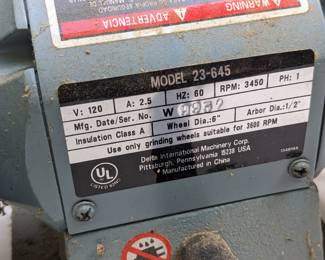 WARNING
ADVERTENCIA
MODEL 23-645
V: 120 A: 2.5 HZ: 60 RPM: 3450 PH: 1
Mfg. Date/Ser. No. W
Insulation Class A Wheel Dia: 6" Arbor Dia: 1/2"
Use only grinding wheels suitable for 3600 RPM
Delta International Machinery Corp.
Pittsburgh, Pennsylvania 15238 USA
Manufactured in China
UL
LISTED